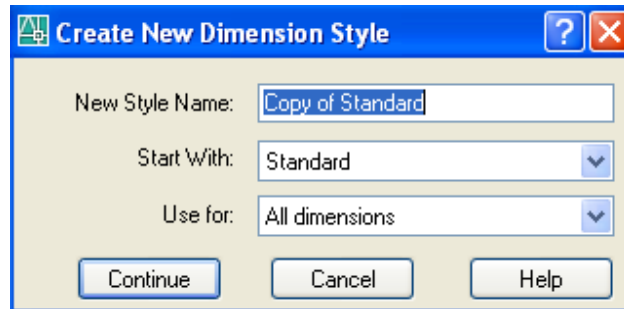 Create New Dimension Style
New Style Name: Copy of Standard
Start With: Standard
Use for: All dimensions
Continue Cancel Help